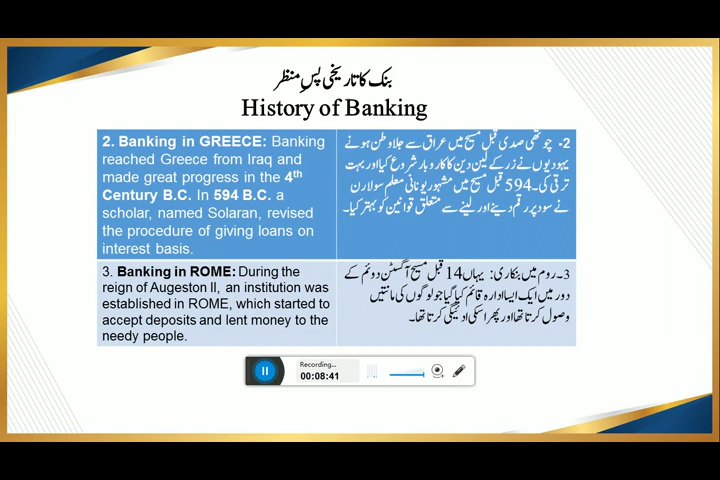 بنک کا تاریخی پسِ منظر
History of Banking
2. Banking in GREECE: Banking
reached Greece from Iraq and
made great progress in the 4th
Century B.C. In 594 B.C. a
scholar, named Solaran, revised
the procedure of giving loans on
interest basis.
2- چوتھی صدی قبل مسیح میں عراق سے جلاوطن ہونے
یہودیوں نے زر کے لین دین کا کاروبار شروع کیا اور بہت
ترقی کی۔ 594 قبل مسیح میں مشہور یونانی معلم سولارن
نے سود پر رقم دینے اور لینے سے متعلق قوانین کو بہتر کیا۔
3. Banking in ROME: During the
reign of Augeston II, an institution was
established in ROME, which started to
accept deposits and lent money to the
needy people.
3۔ روم میں بنکاری: یہاں 14 قبل مسیح آگسٹن دوئم کے
دور میں ایک ایسا ادارہ قائم کیا گیا جو لوگوں کی مانتیں
وصول کرتا تھا اور پھر اسکی ادئیگی کرتا تھا۔
Recording...
00:08:41